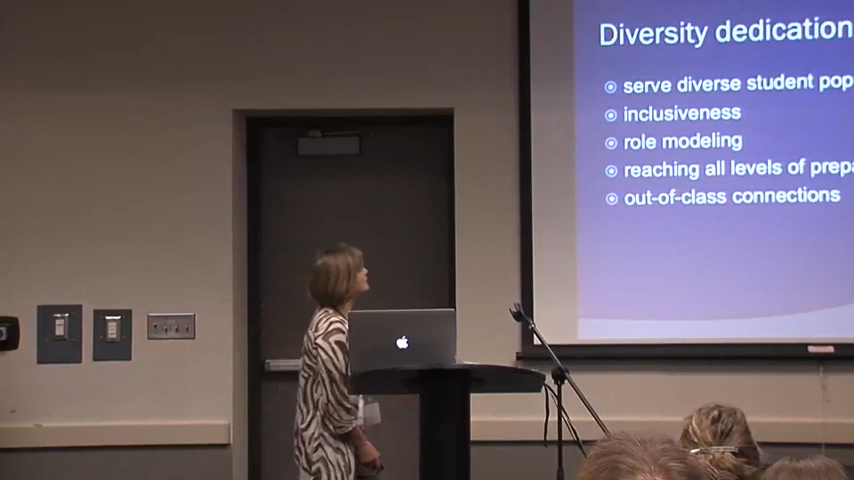 Diversity dedication
serve diverse student pop
inclusiveness
role modeling
reaching all levels of prepa
out-of-class connections